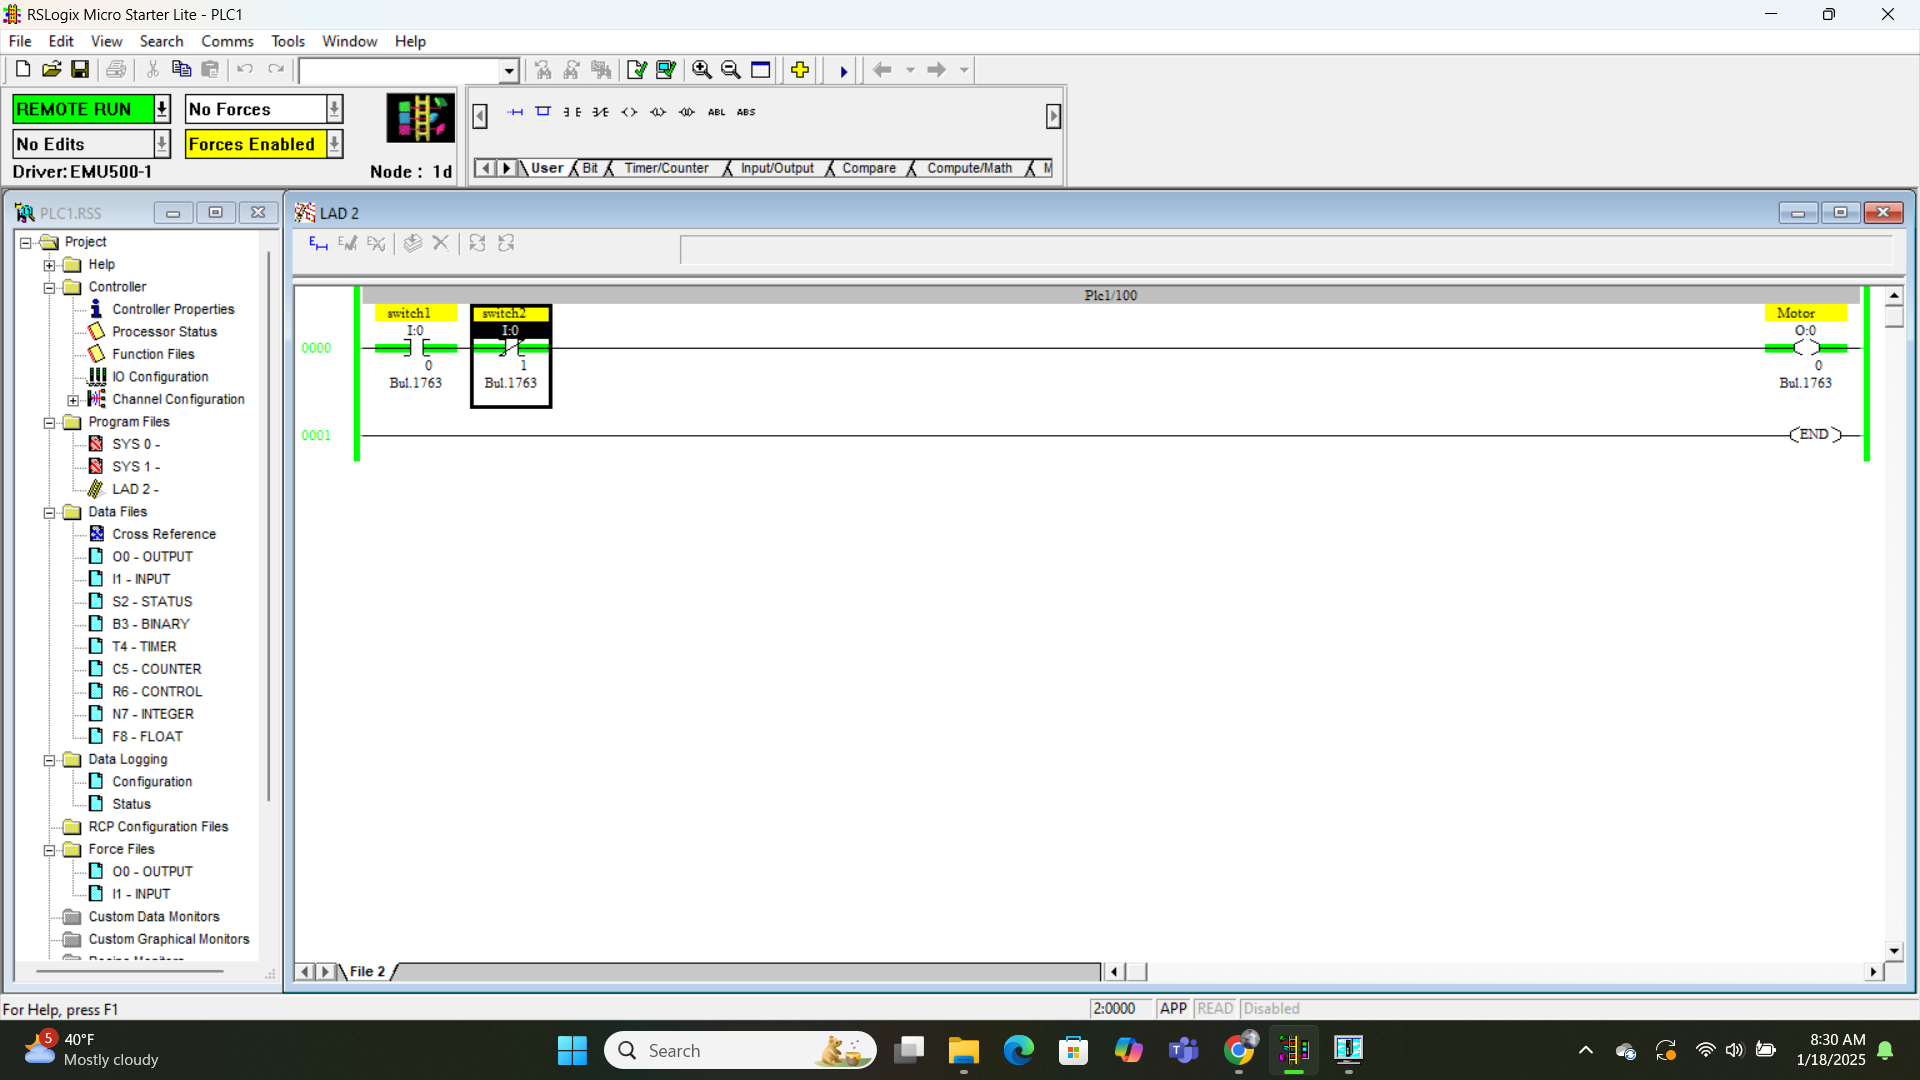 RSLogix Micro Starter Lite - PLC1
File Edit View Search Comms Tools Window Help
REMOTE RUN No Forces
No Edits Forces Enabled
Driver: EMU500-1 Node : 1d
ABL ABS
User Bit Timer/Counter Input/Output Compare Compute/Math M
PLC1.RSS
Project
Help
Controller
Controller Properties
Processor Status
Function Files
IO Configuration
Channel Configuration
Program Files
SYS 0 -
SYS 1 -
LAD 2 -
Data Files
Cross Reference
O0 - OUTPUT
I1 - INPUT
S2 - STATUS
B3 - BINARY
T4 - TIMER
C5 - COUNTER
R6 - CONTROL
N7 - INTEGER
F8 - FLOAT
Data Logging
Configuration
Status
RCP Configuration Files
Force Files
O0 - OUTPUT
I1 - INPUT
Custom Data Monitors
Custom Graphical Monitors
LAD 2
Plc1/100
switch1 switch2 Motor
I:0 I:0 O:0
0000
0 1 0
Bul.1763 Bul.1763 Bul.1763
0001 END
File 2
For Help, press F1 2:0000 APP READ Disabled
5
40°F
Mostly cloudy
Search
8:30 AM
1/18/2025